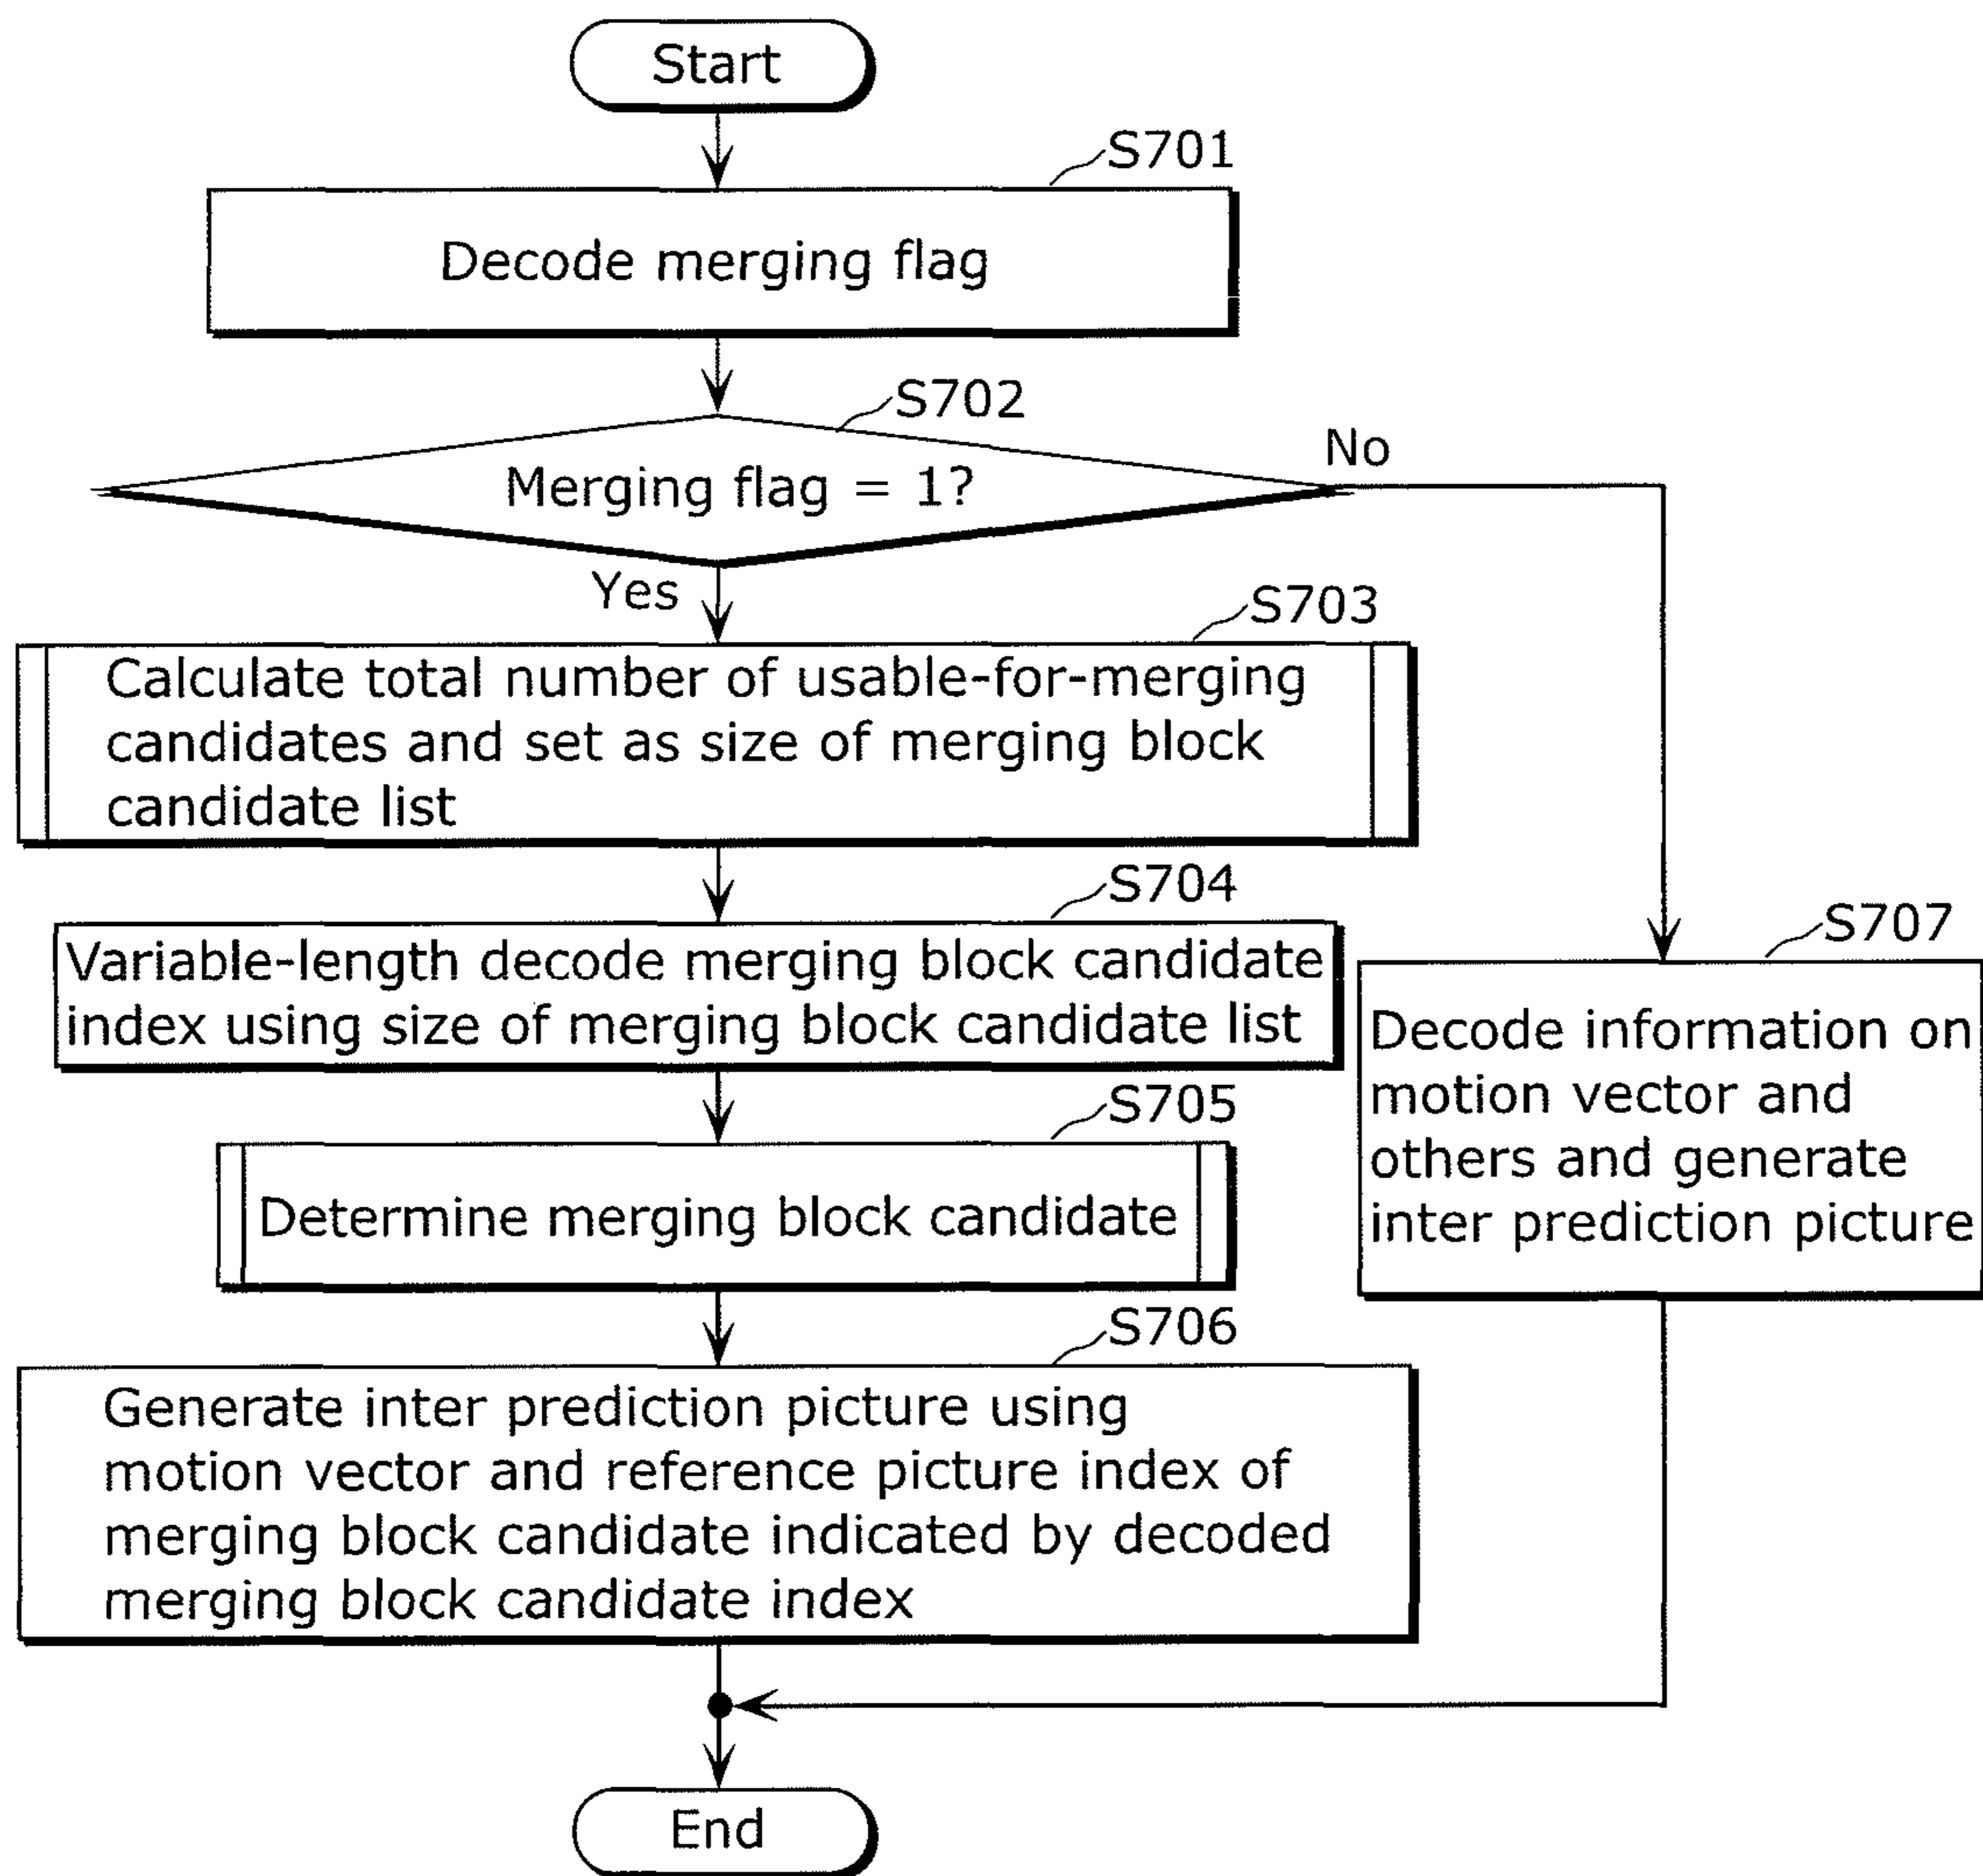 Start
S701
Decode merging flag
S702
Merging flag = 1?
No
Yes
S703
Calculate total number of usable-for-merging
candidates and set as size of merging block
candidate list
S704
Variable-length decode merging block candidate
index using size of merging block candidate list
S705
Determine merging block candidate
S706
Generate inter prediction picture using
motion vector and reference picture index of
merging block candidate indicated by decoded
merging block candidate index
S707
Decode information on
motion vector and
others and generate
inter prediction picture
End